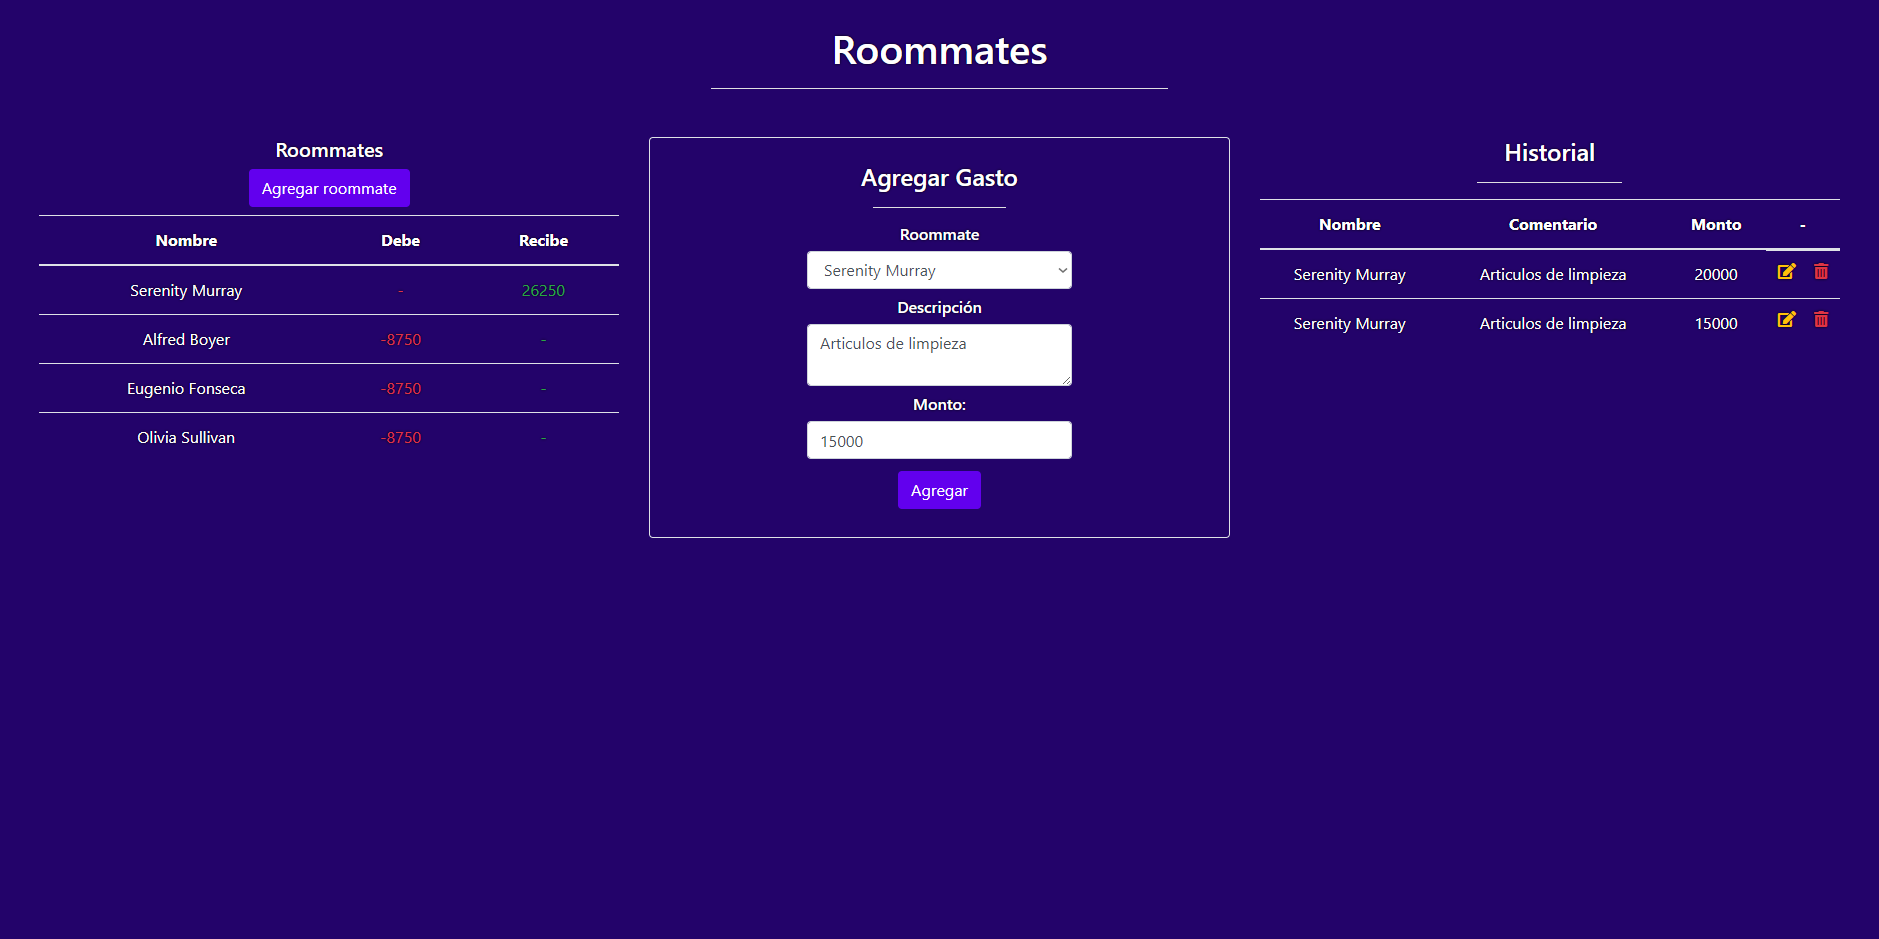 Roommates
Roommates
Agregar roommate
Nombre Debe Recibe
Serenity Murray - 26250
Alfred Boyer -8750 -
Eugenio Fonseca -8750 -
Olivia Sullivan -8750 -
Agregar Gasto
Roommate
Serenity Murray
Descripción
Articulos de limpieza
Monto:
15000
Agregar
Historial
Nombre Comentario Monto -
Serenity Murray Articulos de limpieza 20000
Serenity Murray Articulos de limpieza 15000